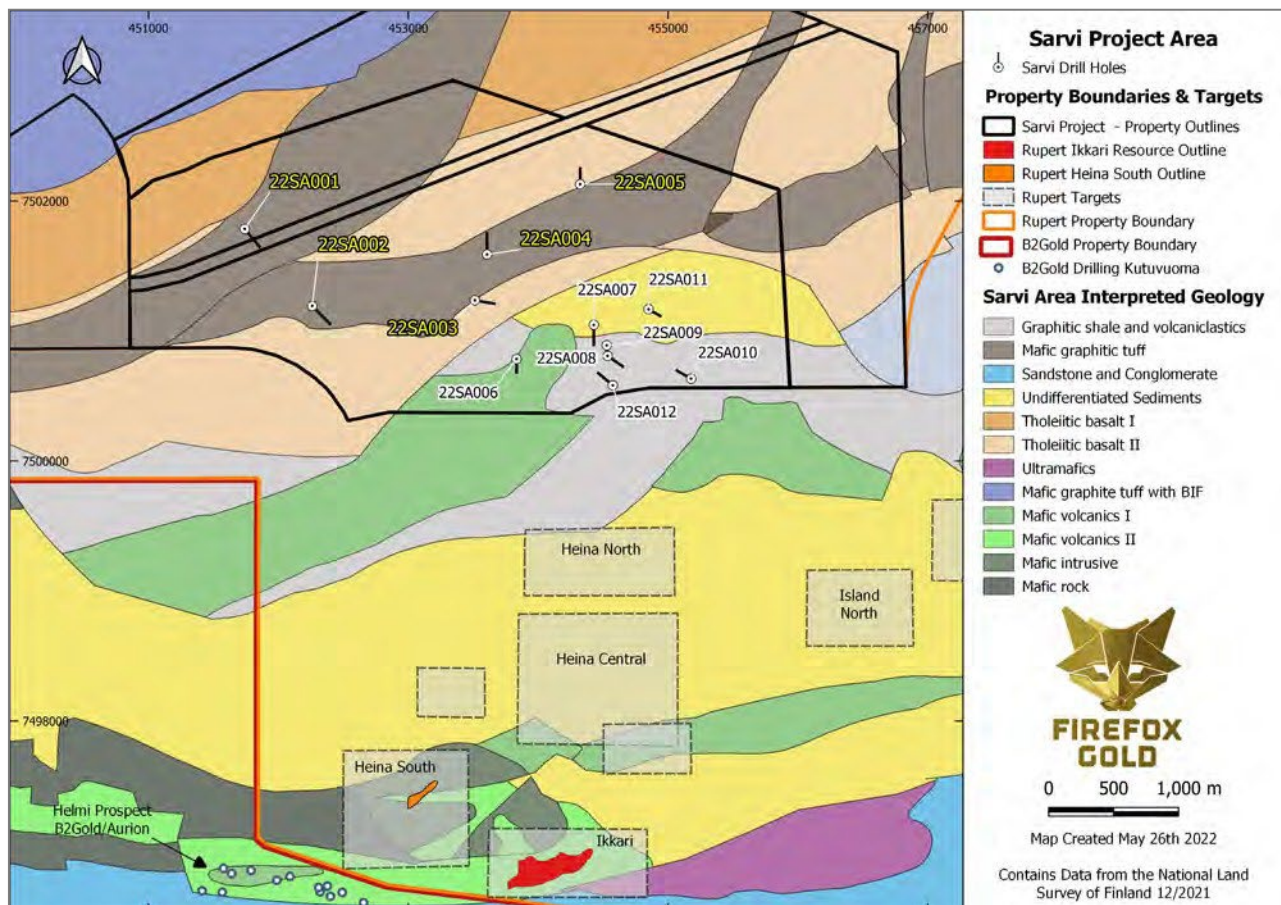 451000
453000
455000
457000
7502000
7500000
7498000
22SA001
22SA002
22SA005
22SA004
22SA003
22SA007
22SA011
22SA009
22SA008
22SA010
22SA006
22SA012
Heina North
Island
North
Heina Central
Heina South
Helmi Prospect
B2Gold/Aurion
Ikkari
Sarvi Project Area
Sarvi Drill Holes
Property Boundaries & Targets
Sarvi Project - Property Outlines
Rupert Ikkari Resource Outline
Rupert Heina South Outline
Rupert Targets
Rupert Property Boundary
B2Gold Property Boundary
B2Gold Drilling Kutuvuoma
Sarvi Area Interpreted Geology
Graphitic shale and volcaniclastics
Mafic graphitic tuff
Sandstone and Conglomerate
Undifferentiated Sediments
Tholeiitic basalt I
Tholeiitic basalt II
Ultramafics
Mafic graphite tuff with BIF
Mafic volcanics I
Mafic volcanics II
Mafic intrusive
Mafic rock
FIREFOX
GOLD
0 500 1,000 m
Map Created May 26th 2022
Contains Data from the National Land
Survey of Finland 12/2021